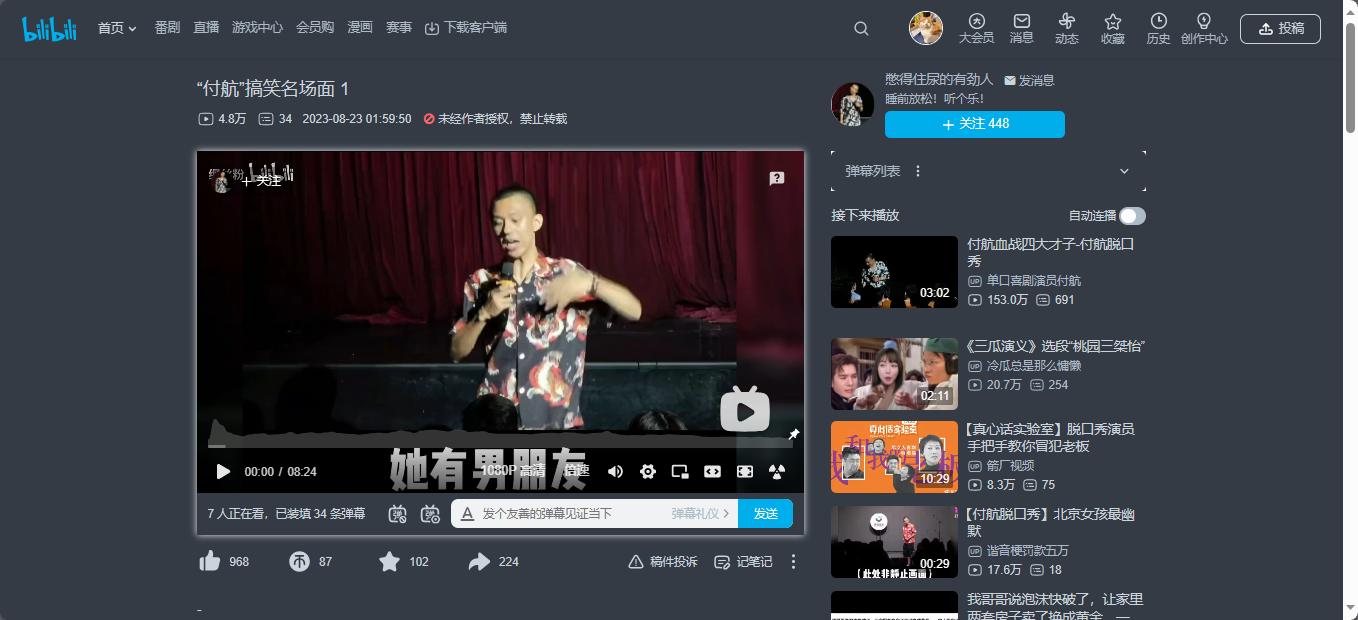 bilibili
首页
番剧
直播
游戏中心
会员购
漫画
赛事
下载客户端
大会员
消息
动态
收藏
历史
创作中心
投稿
“付航”搞笑名场面 1
4.8万
34
2023-08-23 01:59:50
未经作者授权，禁止转载
憋得住尿的有劲人
发消息
睡前放松！听个乐！
+ 关注 448
bilibili
+ 关注
弹幕列表
接下来播放
自动连播
付航血战四大才子-付航脱口
秀
UP 单口喜剧演员付航
153.0万
691
03:02
《三瓜演义》选段“桃园三桀怡”
UP 冷瓜总是那么慵懒
20.7万
254
02:11
【真心话实验室】脱口秀演员
手把手教你冒犯老板
UP 箭厂视频
8.3万
75
真心话实验室
10:29
【付航脱口秀】北京女孩最幽
默
UP 谐音梗罚款五万
17.6万
18
00:29
（此处非静止画面）
我哥哥说泡沫快破了，让家里
两套房子卖了换成黄金，一
她有男朋友
00:00 / 08:24
1080P 高清
倍速
7 人正在看，已装填 34 条弹幕
弹
弹
A
发个友善的弹幕见证当下
弹幕礼仪
发送
968
87
102
224
稿件投诉
记笔记
-